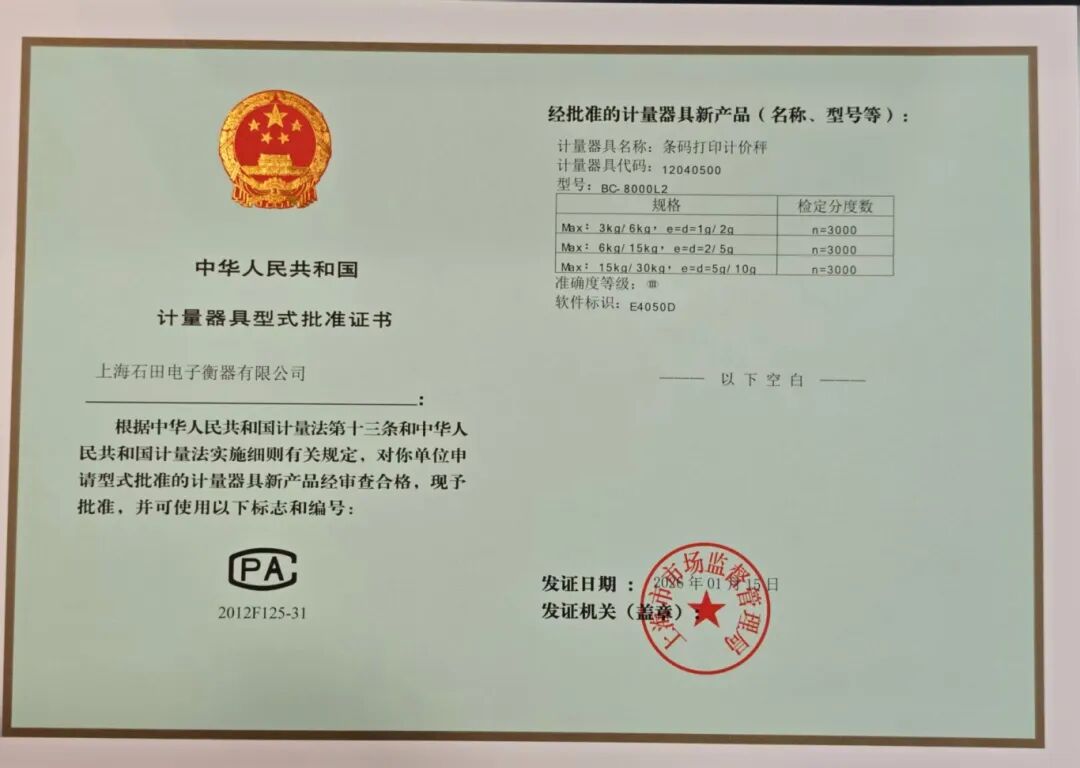 中华人民共和国
计量器具型式批准证书
上海石田电子衡器有限公司
:
根据中华人民共和国计量法第十三条和中华人
民共和国计量法实施细则有关规定，对你单位申
请型式批准的计量器具新产品经审查合格，现予
批准，并可使用以下标志和编号：
CPA
2012F125-31
经批准的计量器具新产品（名称、型号等）：
计量器具名称：条码打印计价秤
计量器具代码：12040500
型号：BC-8000L2
规格 检定分度数
Max：3kg/6kg，e=d=1g/2g n=3000
Max：6kg/15kg，e=d=2/5g n=3000
Max：15kg/30kg，e=d=5g/10g n=3000
准确度等级：Ⅲ
软件标识：E4050D
——— 以下空白 ———
发证日期： 年01月15日
发证机关（盖章）：
上海市市场监督管理局